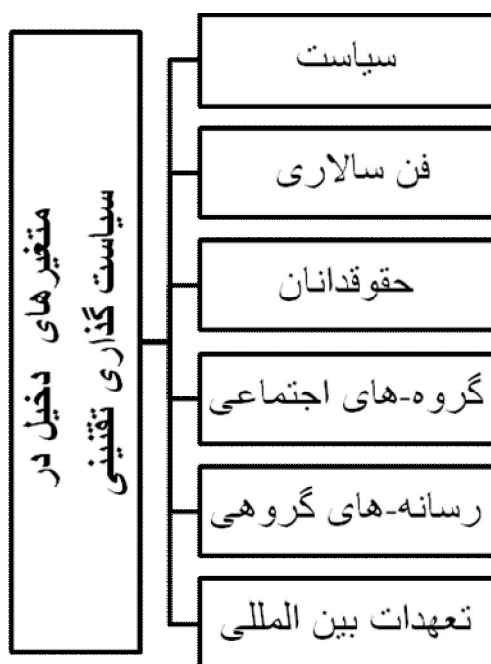 متغیرهای دخیل در
سیاست گذاری تقنینی
سیاست
فن سالاری
حقوقدانان
گروه-های اجتماعی
رسانه-های گروهی
تعهدات بین المللی